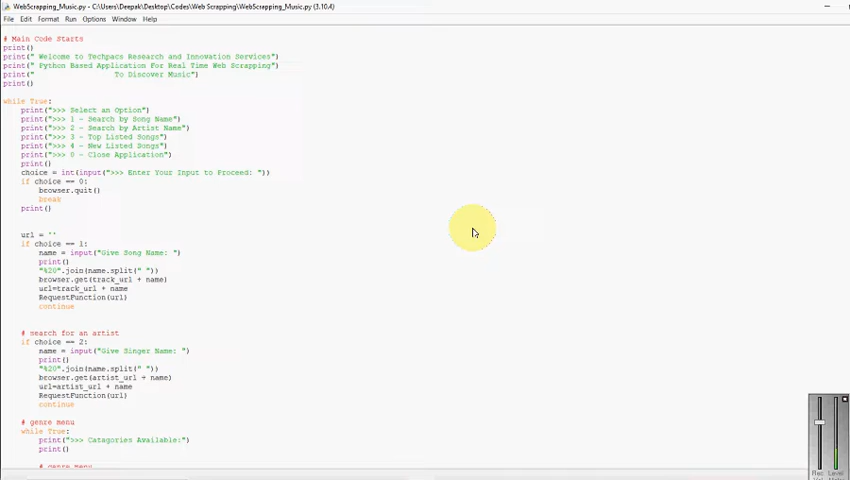 WebScrapping_Music.py - C:\Users\Deepak\Desktop\Codes\Web Scrapping\WebScrapping_Music.py (3.10.4)
File Edit Format Run Options Window Help
# Main Code Starts
print()
print(" Welcome to Techpacs Research and Innovation Services")
print(" Python Based Application For Real Time Web Scrapping")
print("                    To Discover Music")
print()
while True:
    print(">>> Select an Option")
    print(">>> 1 - Search by Song Name")
    print(">>> 2 - Search by Artist Name")
    print(">>> 3 - Top Listed Songs")
    print(">>> 4 - New Listed Songs")
    print(">>> 0 - Close Application")
    print()
    choice = int(input(">>> Enter Your Input to Proceed: "))
    if choice == 0:
        browser.quit()
        break
    print()
    url = ''
    if choice == 1:
        name = input("Give Song Name: ")
        print()
        "%20".join(name.split(" "))
        browser.get(track_url + name)
        url=track_url + name
        RequestFunction(url)
        continue
    # search for an artist
    if choice == 2:
        name = input("Give Singer Name: ")
        print()
        "%20".join(name.split(" "))
        browser.get(artist_url + name)
        url=artist_url + name
        RequestFunction(url)
        continue
    # genre menu
    while True:
        print(">>> Catagories Available:")
        print()
        # genre menu
Rec
Level